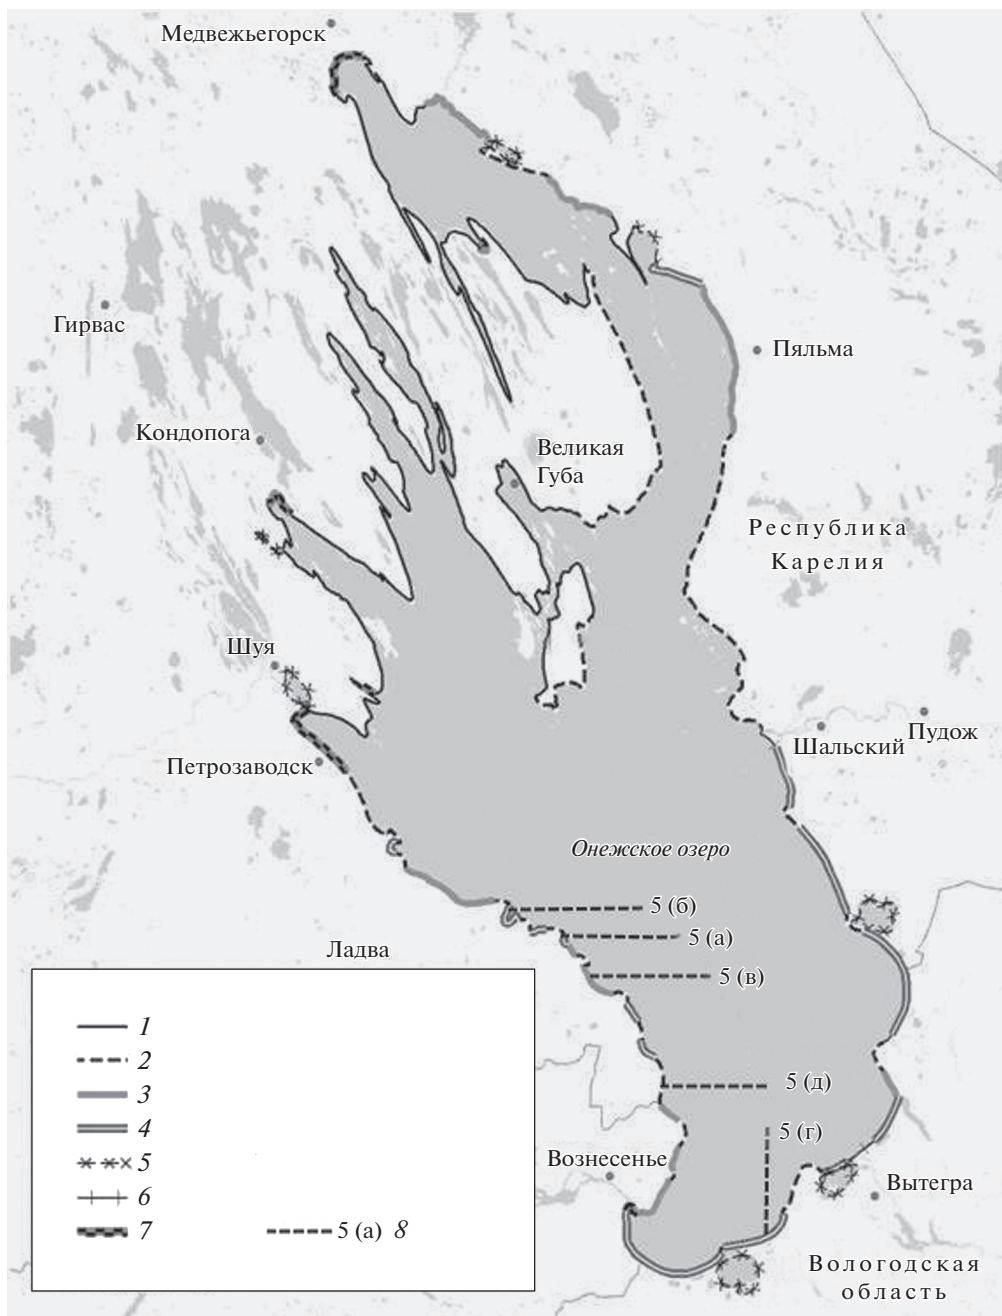 Медвежьегорск
Гирвас
Пяльма
Кондопога
Великая
Губа
Республика
Карелия
Шуя
Пудож
Шальский
Петрозаводск
Онежское озеро
5 (б)
5 (а)
Ладва
5 (в)
1
2
3
4
5
6
7
5 (а) 8
5 (д)
5 (г)
Вознесенье
Вытегра
Вологодская
область